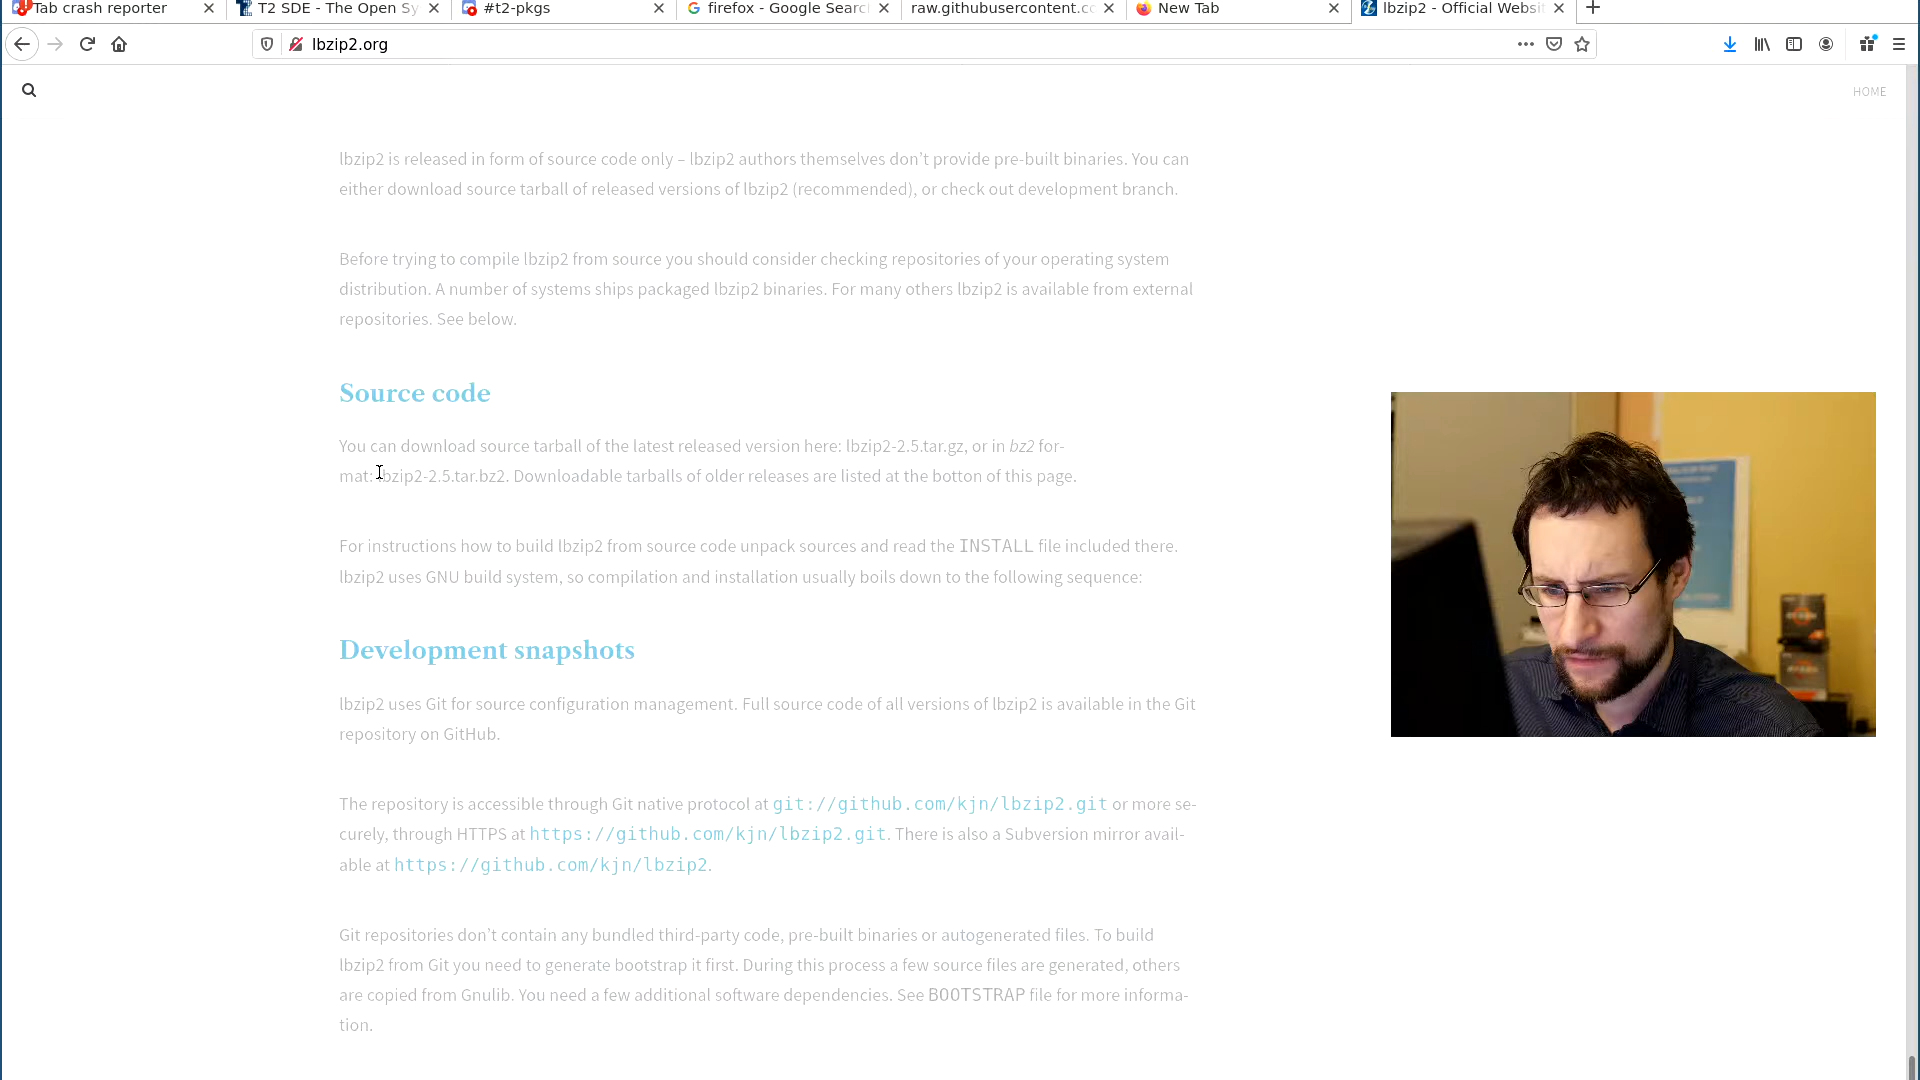 Tab crash reporter
T2 SDE - The Open Sy
#t2-pkgs
firefox - Google Searc
raw.githubusercontent.co
New Tab
lbzip2 - Official Websi
lbzip2.org
HOME
lbzip2 is released in form of source code only – lbzip2 authors themselves don’t provide pre-built binaries. You can
either download source tarball of released versions of lbzip2 (recommended), or check out development branch.
Before trying to compile lbzip2 from source you should consider checking repositories of your operating system
distribution. A number of systems ships packaged lbzip2 binaries. For many others lbzip2 is available from external
repositories. See below.
Source code
You can download source tarball of the latest released version here: lbzip2-2.5.tar.gz, or in bz2 for-
mat: lbzip2-2.5.tar.bz2. Downloadable tarballs of older releases are listed at the botton of this page.
For instructions how to build lbzip2 from source code unpack sources and read the INSTALL file included there.
lbzip2 uses GNU build system, so compilation and installation usually boils down to the following sequence:
Development snapshots
lbzip2 uses Git for source configuration management. Full source code of all versions of lbzip2 is available in the Git
repository on GitHub.
The repository is accessible through Git native protocol at git://github.com/kjn/lbzip2.git or more se-
curely, through HTTPS at https://github.com/kjn/lbzip2.git. There is also a Subversion mirror avail-
able at https://github.com/kjn/lbzip2.
Git repositories don’t contain any bundled third-party code, pre-built binaries or autogenerated files. To build
lbzip2 from Git you need to generate bootstrap it first. During this process a few source files are generated, others
are copied from Gnulib. You need a few additional software dependencies. See BOOTSTRAP file for more informa-
tion.